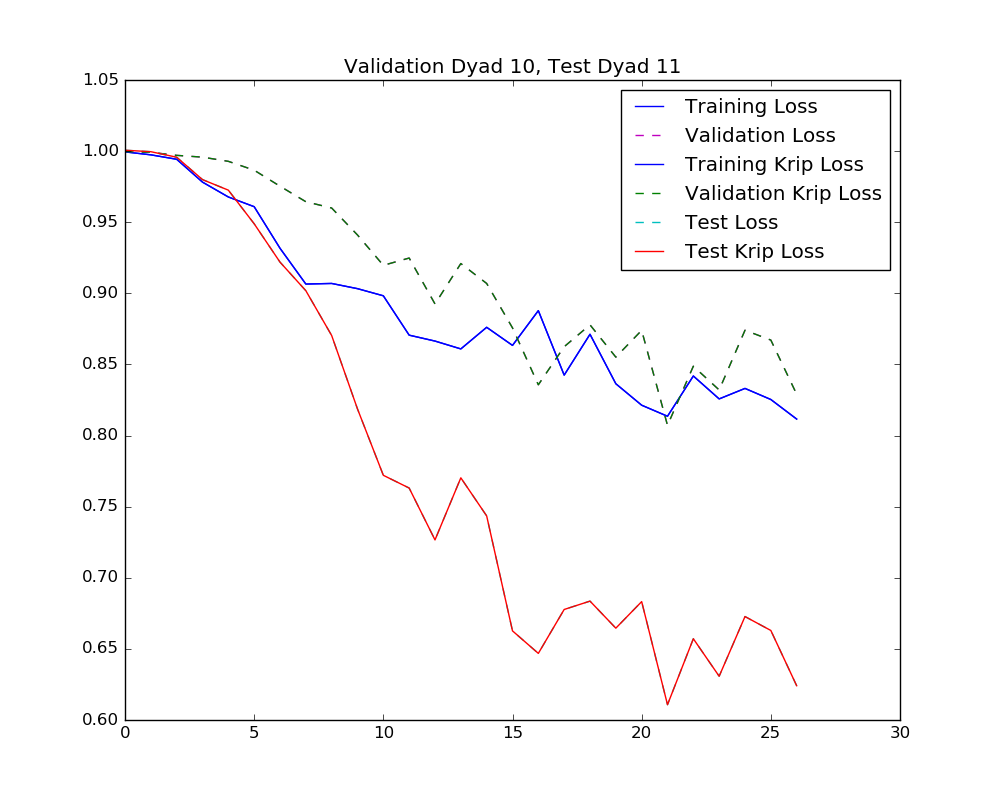 Validation Dyad 10, Test Dyad 11
1.05
1.00
0.95
0.90
0.85
0.80
0.75
0.70
0.65
0.60
Training Loss
Validation Loss
Training Krip Loss
Validation Krip Loss
Test Loss
Test Krip Loss
0 5 10 15 20 25 30